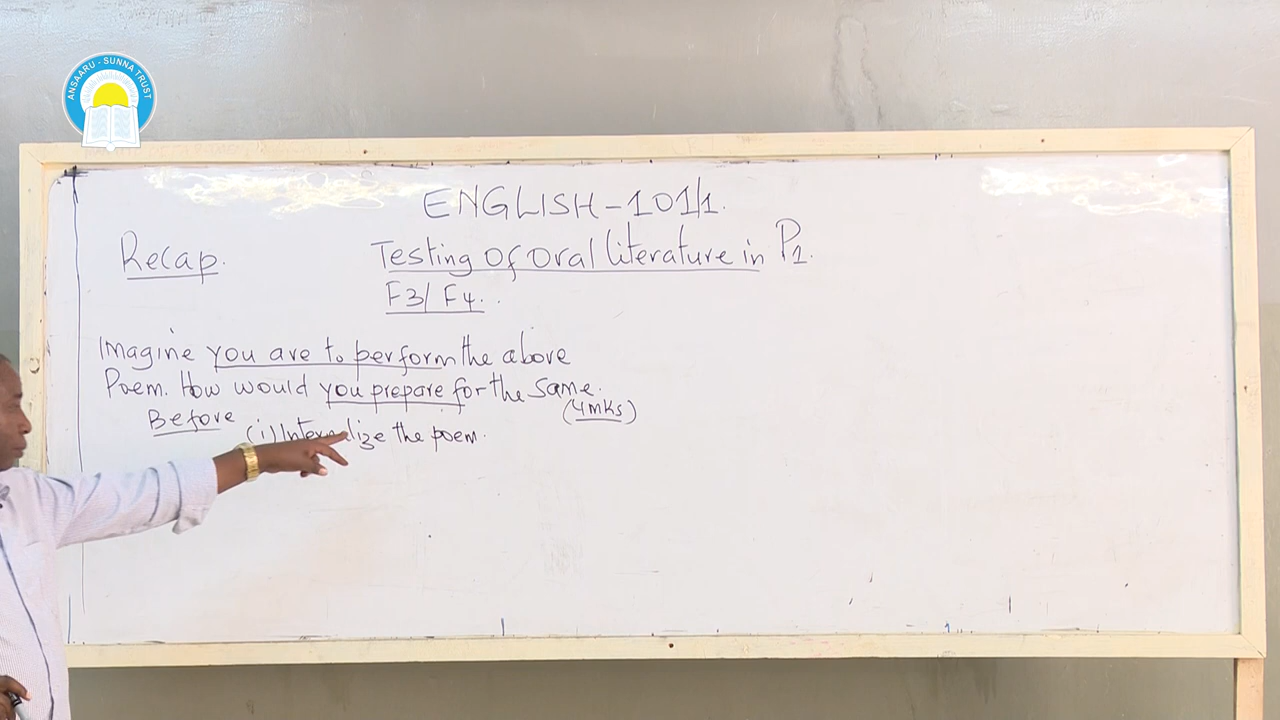 ANSAARU - SUNNA TRUST
ENGLISH - 101/1.
Recap.
Testing of oral literature in P1.
F3/ F4..
Imagine you are to perform the above
Poem. How would you prepare for the same.
(4mks)
Before
(i) Internalize the poem.